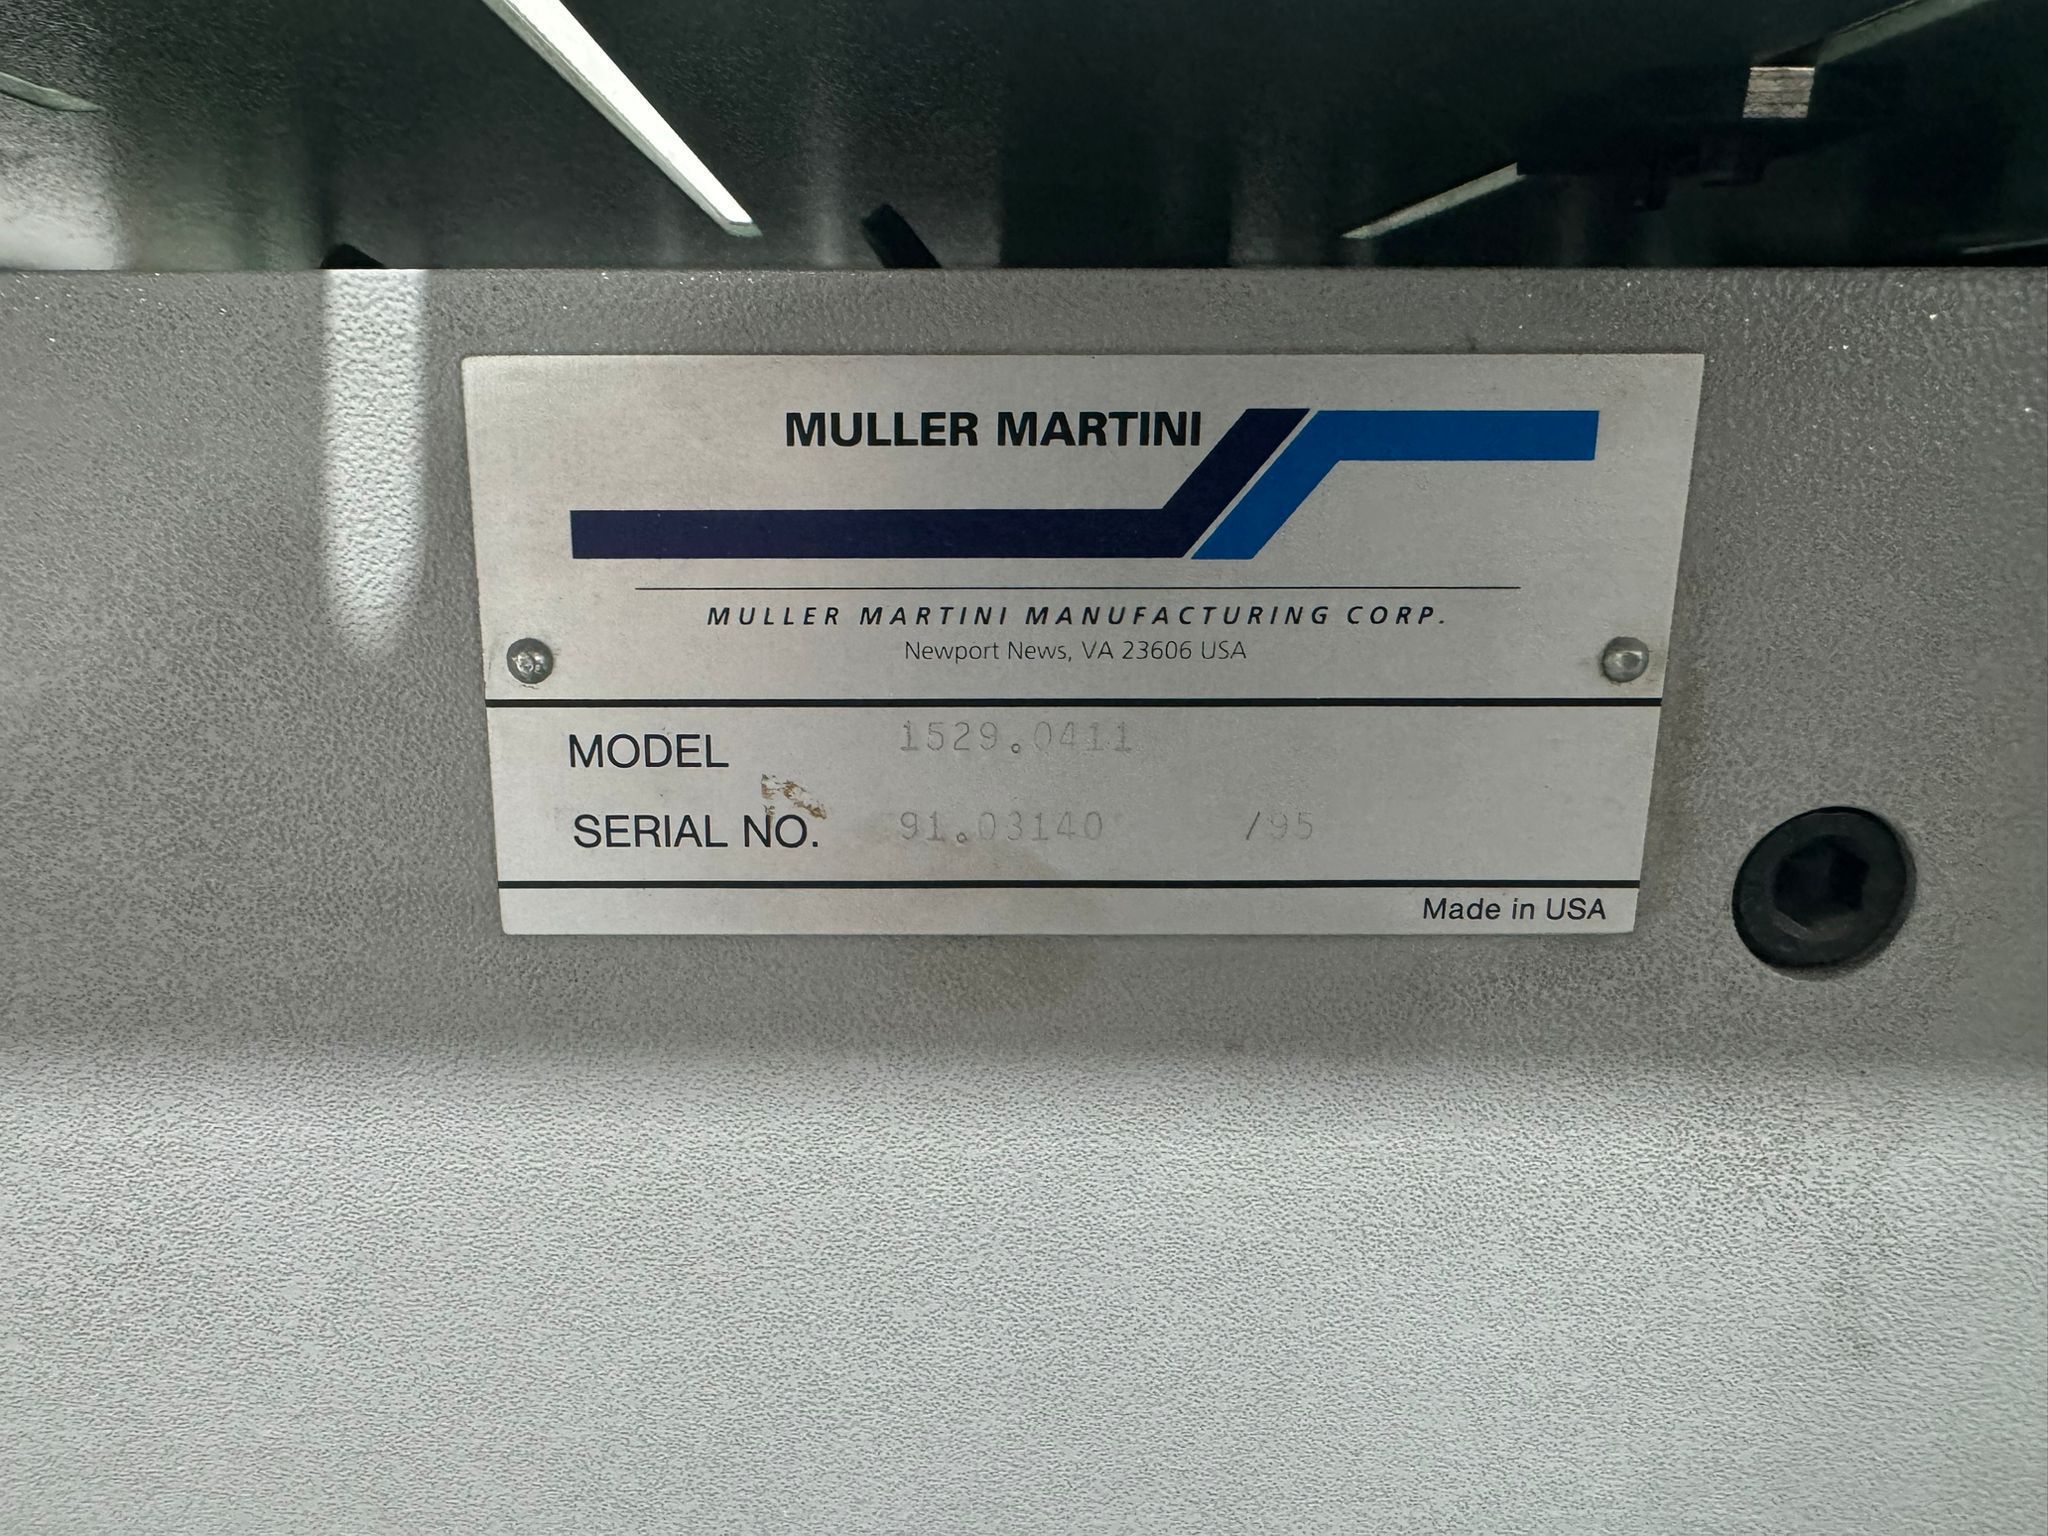 MULLER MARTINI
MULLER MARTINI MANUFACTURING CORP.
Newport News, VA 23606 USA
MODEL 1529.0411
SERIAL NO. 91.03140 /95
Made in USA